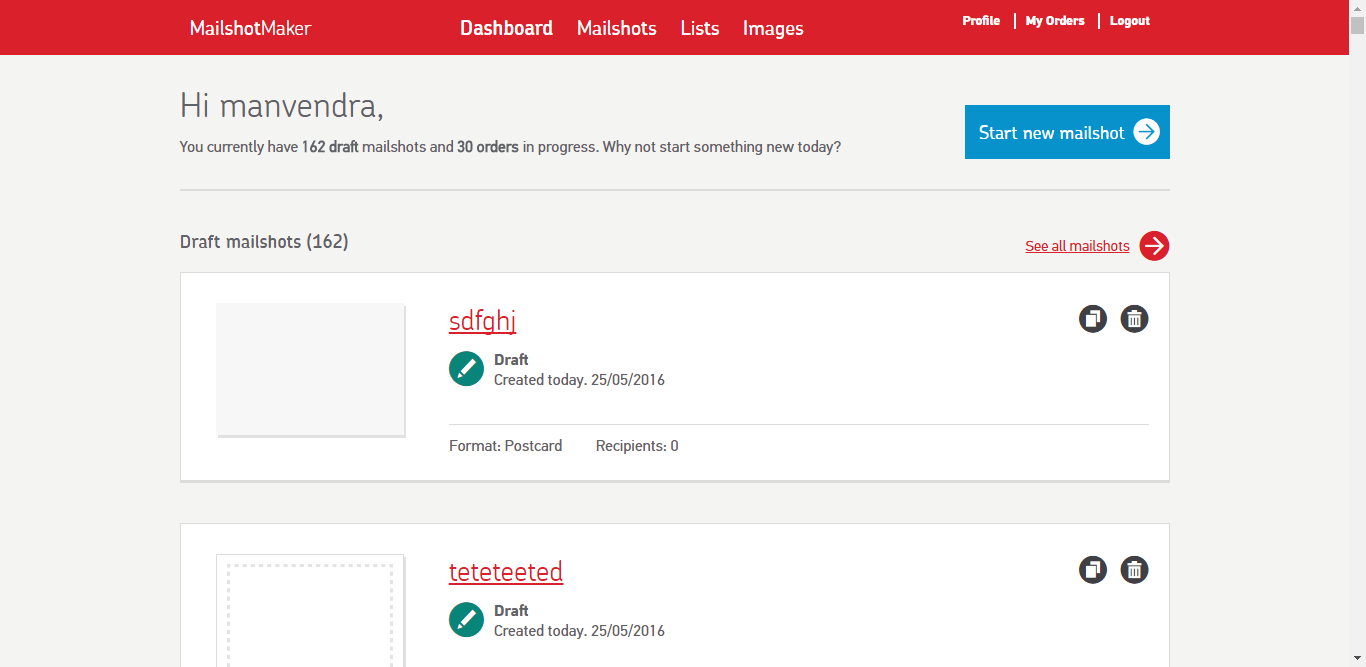 MailshotMaker Dashboard Mailshots Lists Images Profile My Orders Logout
Hi manvendra,
You currently have 162 draft mailshots and 30 orders in progress. Why not start something new today?
Start new mailshot
Draft mailshots (162)
See all mailshots
sdfghj
Draft
Created today. 25/05/2016
Format: Postcard Recipients: 0
teteteeted
Draft
Created today. 25/05/2016